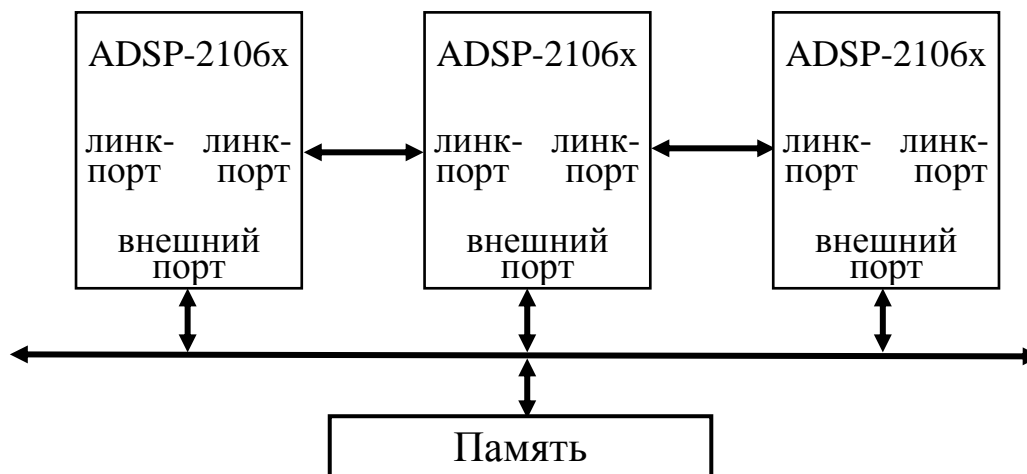 ADSP-2106x
линк-порт линк-порт
внешний порт
ADSP-2106x
линк-порт линк-порт
внешний порт
ADSP-2106x
линк-порт линк-порт
внешний порт
Память